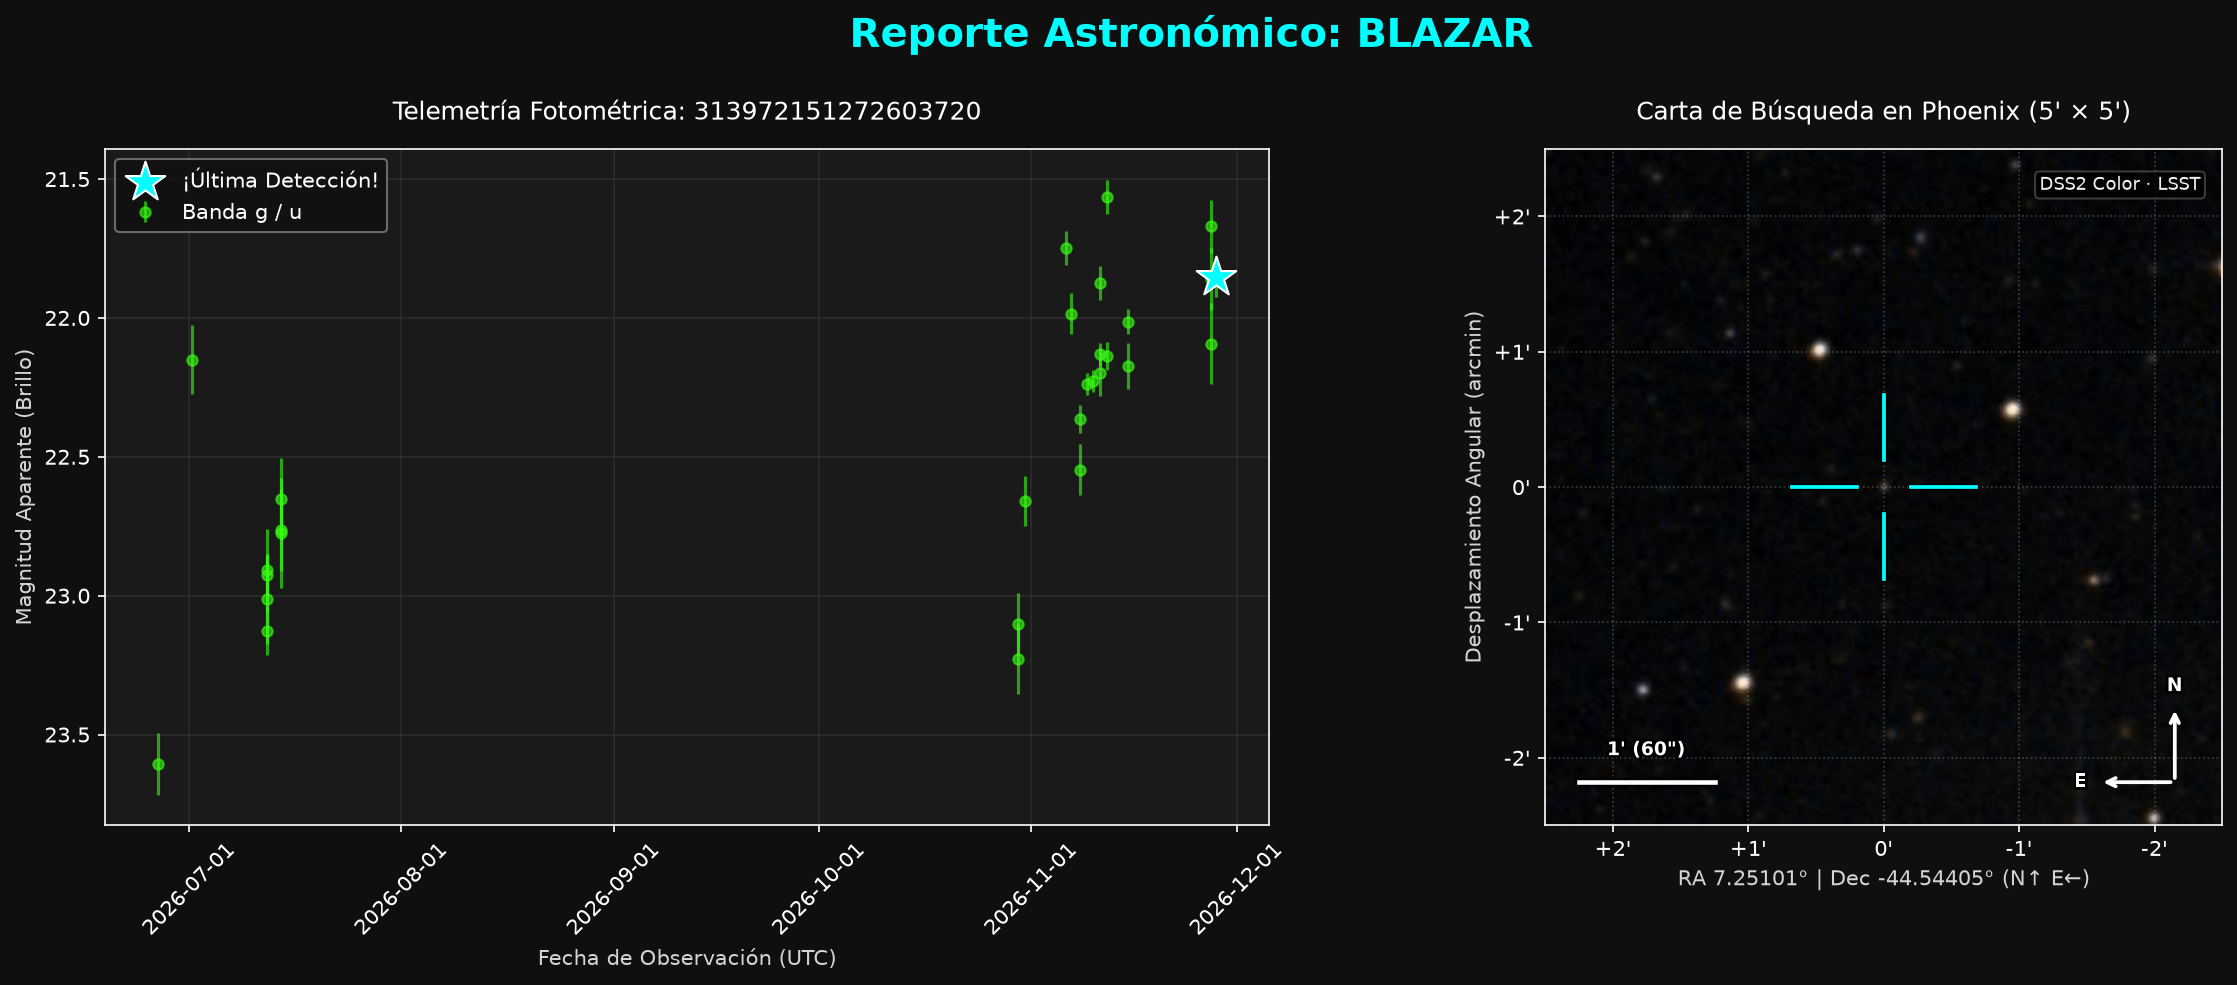 Reporte Astronómico: BLAZAR
Telemetría Fotométrica: 313972151272603720
¡Última Detección!
Banda g / u
Magnitud Aparente (Brillo)
21.5
22.0
22.5
23.0
23.5
2026-07-01
2026-08-01
2026-09-01
2026-10-01
2026-11-01
2026-12-01
Fecha de Observación (UTC)
Carta de Búsqueda en Phoenix (5' × 5')
DSS2 Color · LSST
Desplazamiento Angular (arcmin)
+2'
+1'
0'
-1'
-2'
N
E
1' (60")
+2'
+1'
0'
-1'
-2'
RA 7.25101° | Dec -44.54405° (N↑ E←)